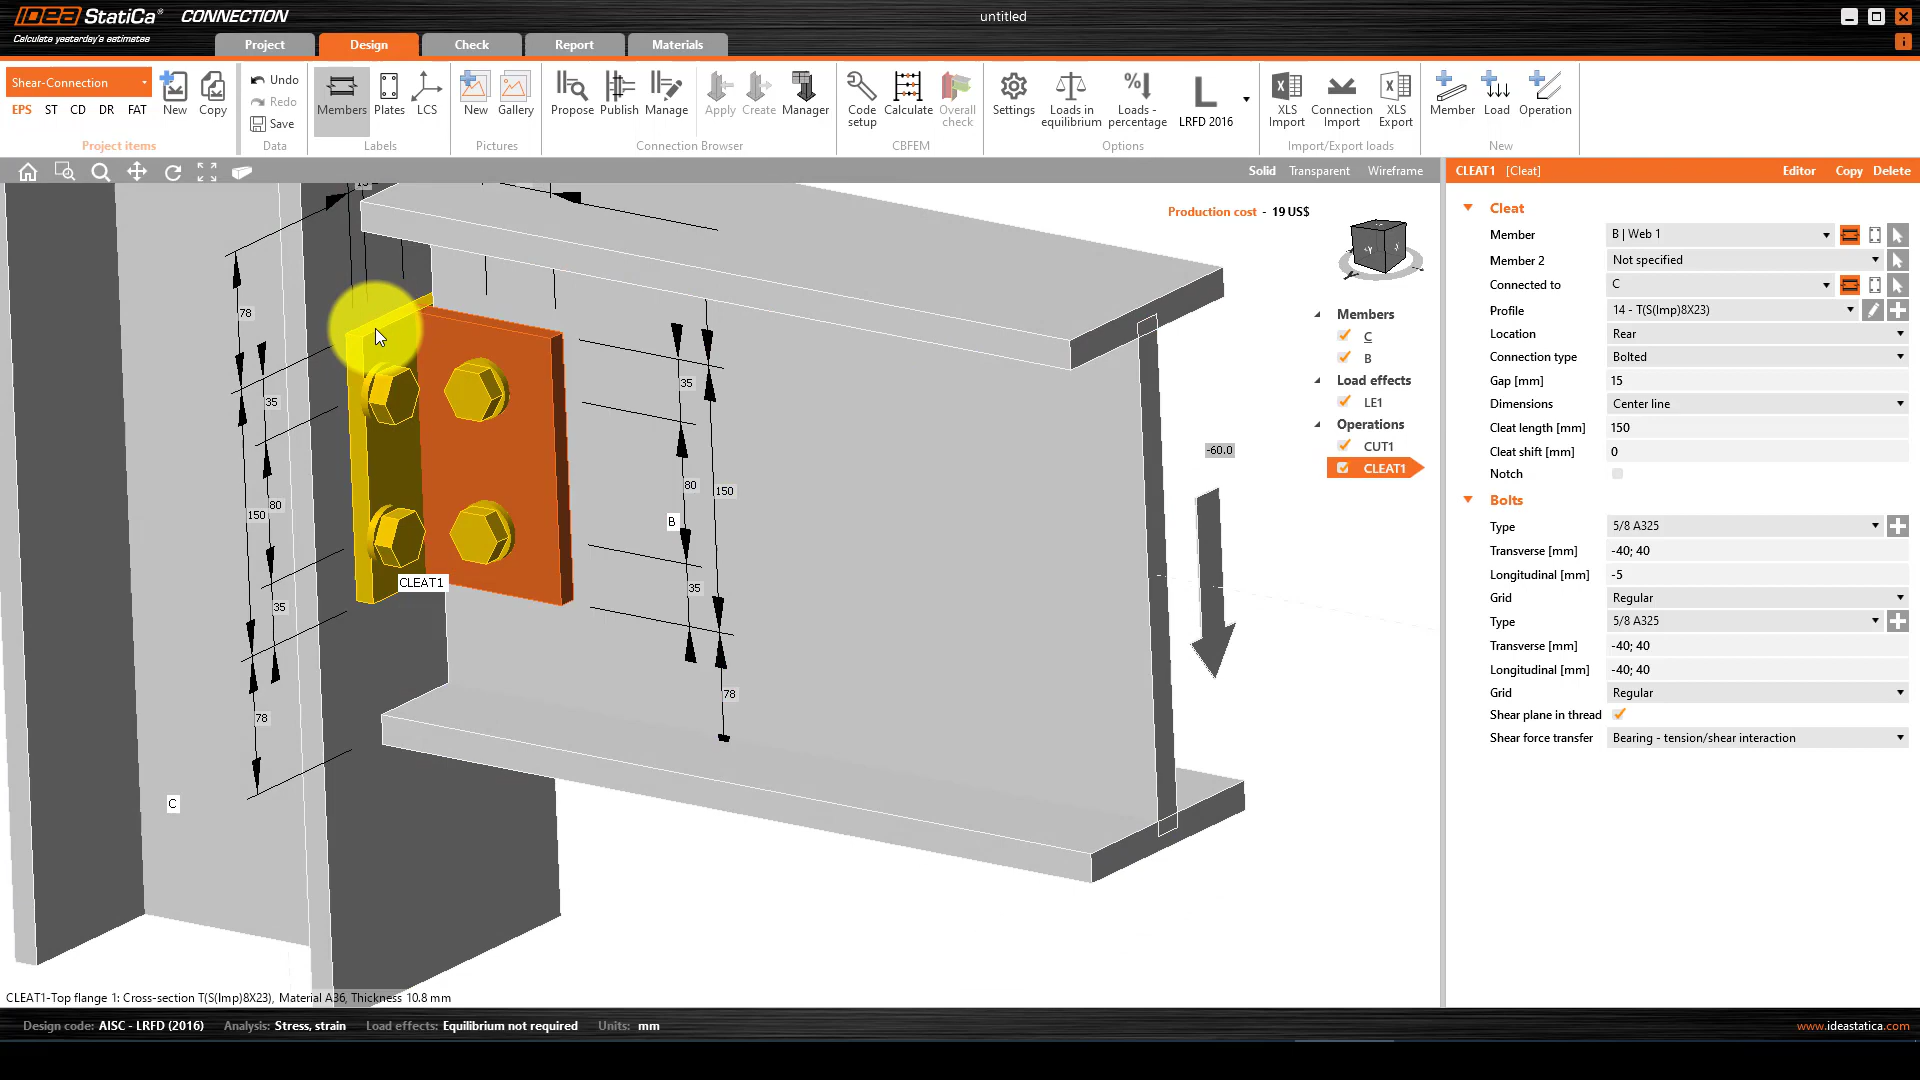 IDEA StatiCa® CONNECTION
Calculate yesterday's estimates
untitled
Project Design Check Report Materials
Shear-Connection
EPS ST CD DR FAT
New Copy
Project items
Undo
Redo
Save
Data
Members Plates LCS
Labels
New Gallery
Pictures
Propose Publish Manage Apply Create Manager
Connection Browser
Code setup Calculate Overall check
CBFEM
Settings Loads in equilibrium Loads - percentage LRFD 2016
Options
XLS Import Connection Import XLS Export
Import/Export loads
Member Load Operation
New
Solid Transparent Wireframe
Production cost - 19 US$
Members
C
B
Load effects
LE1
Operations
CUT1
CLEAT1
78
35
80
150
35
78
35
80
150
35
78
B
C
CLEAT1
-60.0
CLEAT1 [Cleat] Editor Copy Delete
Cleat
Member B | Web 1
Member 2 Not specified
Connected to C
Profile 14 - T(S(Imp)8X23)
Location Rear
Connection type Bolted
Gap [mm] 15
Dimensions Center line
Cleat length [mm] 150
Cleat shift [mm] 0
Notch
Bolts
Type 5/8 A325
Transverse [mm] -40; 40
Longitudinal [mm] -5
Grid Regular
Type 5/8 A325
Transverse [mm] -40; 40
Longitudinal [mm] -40; 40
Grid Regular
Shear plane in thread
Shear force transfer Bearing - tension/shear interaction
CLEAT1-Top flange 1: Cross-section T(S(Imp)8X23), Material A36, Thickness 10.8 mm
Design code: AISC - LRFD (2016) Analysis: Stress, strain Load effects: Equilibrium not required Units: mm
www.ideastatica.com